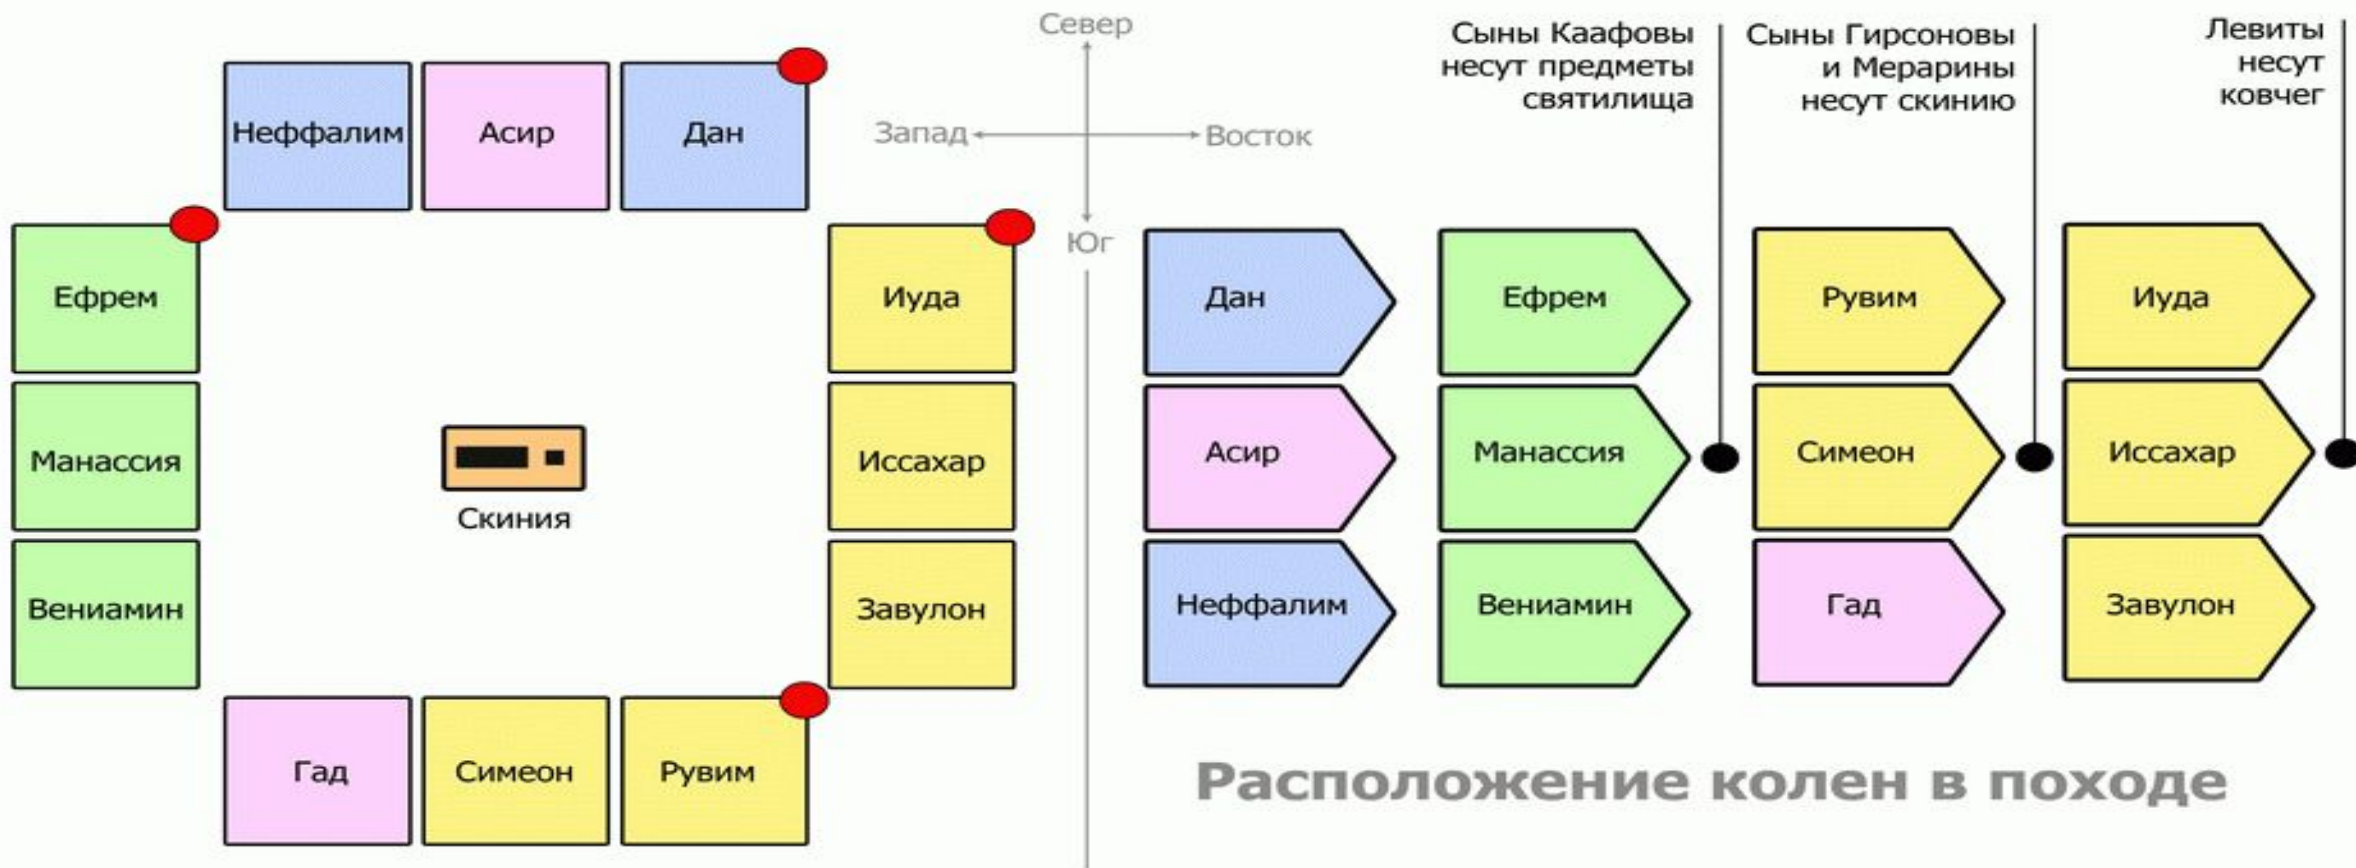 Неффалим
Асир
Дан
Ефрем
Манассия
Вениамин
Скиния
Иуда
Иссахар
Завулон
Гад
Симеон
Рувим
Север
Запад
Восток
Юг
Сыны Каафовы
несут предметы
святилища
Сыны Гирсоновы
и Мерарины
несут скинию
Левиты
несут
ковчег
Дан
Ефрем
Рувим
Иуда
Асир
Манассия
Симеон
Иссахар
Неффалим
Вениамин
Гад
Завулон
Расположение колен в походе